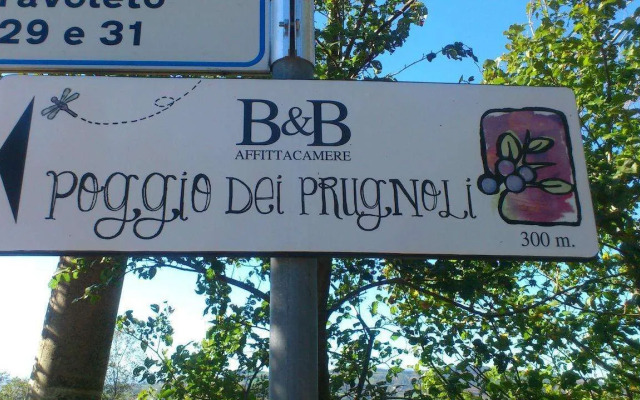 29 e 31
B&B
AFFITTACAMERE
POGGIO DEI PRUGNOLI
300 m.